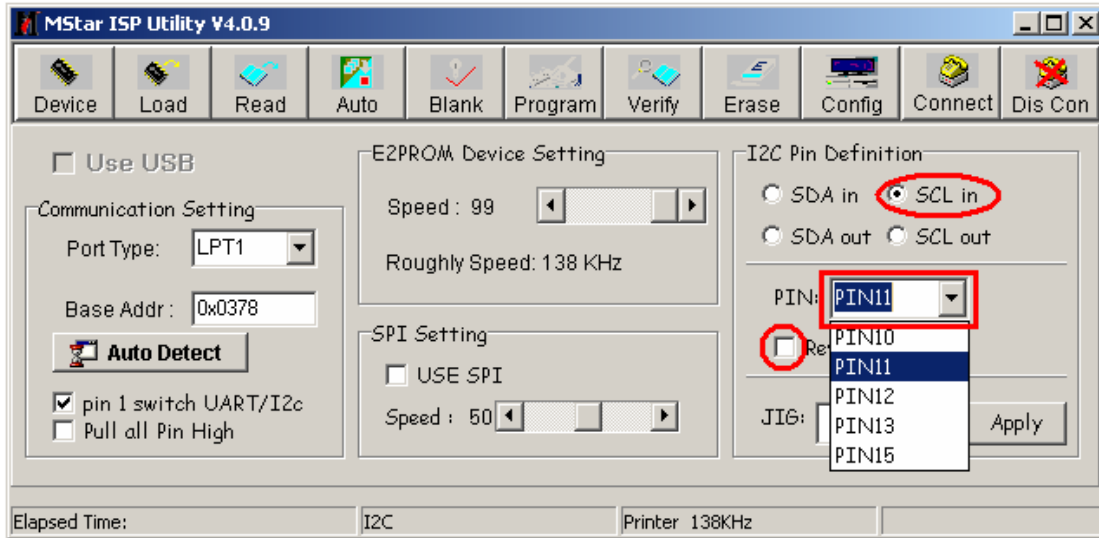 MStar ISP Utility V4.0.9
Device Load Read Auto Blank Program Verify Erase Config Connect Dis Con
Use USB
Communication Setting
Port Type: LPT1
Base Addr : 0x0378
Auto Detect
pin 1 switch UART/I2c
Pull all Pin High
E2PROM Device Setting
Speed : 99
Roughly Speed: 138 KHz
SPI Setting
USE SPI
Speed : 50
I2C Pin Definition
SDA in SCL in
SDA out SCL out
PIN: PIN11
PIN10
PIN11
PIN12
PIN13
PIN15
JIG: Apply
Elapsed Time: I2C Printer 138KHz